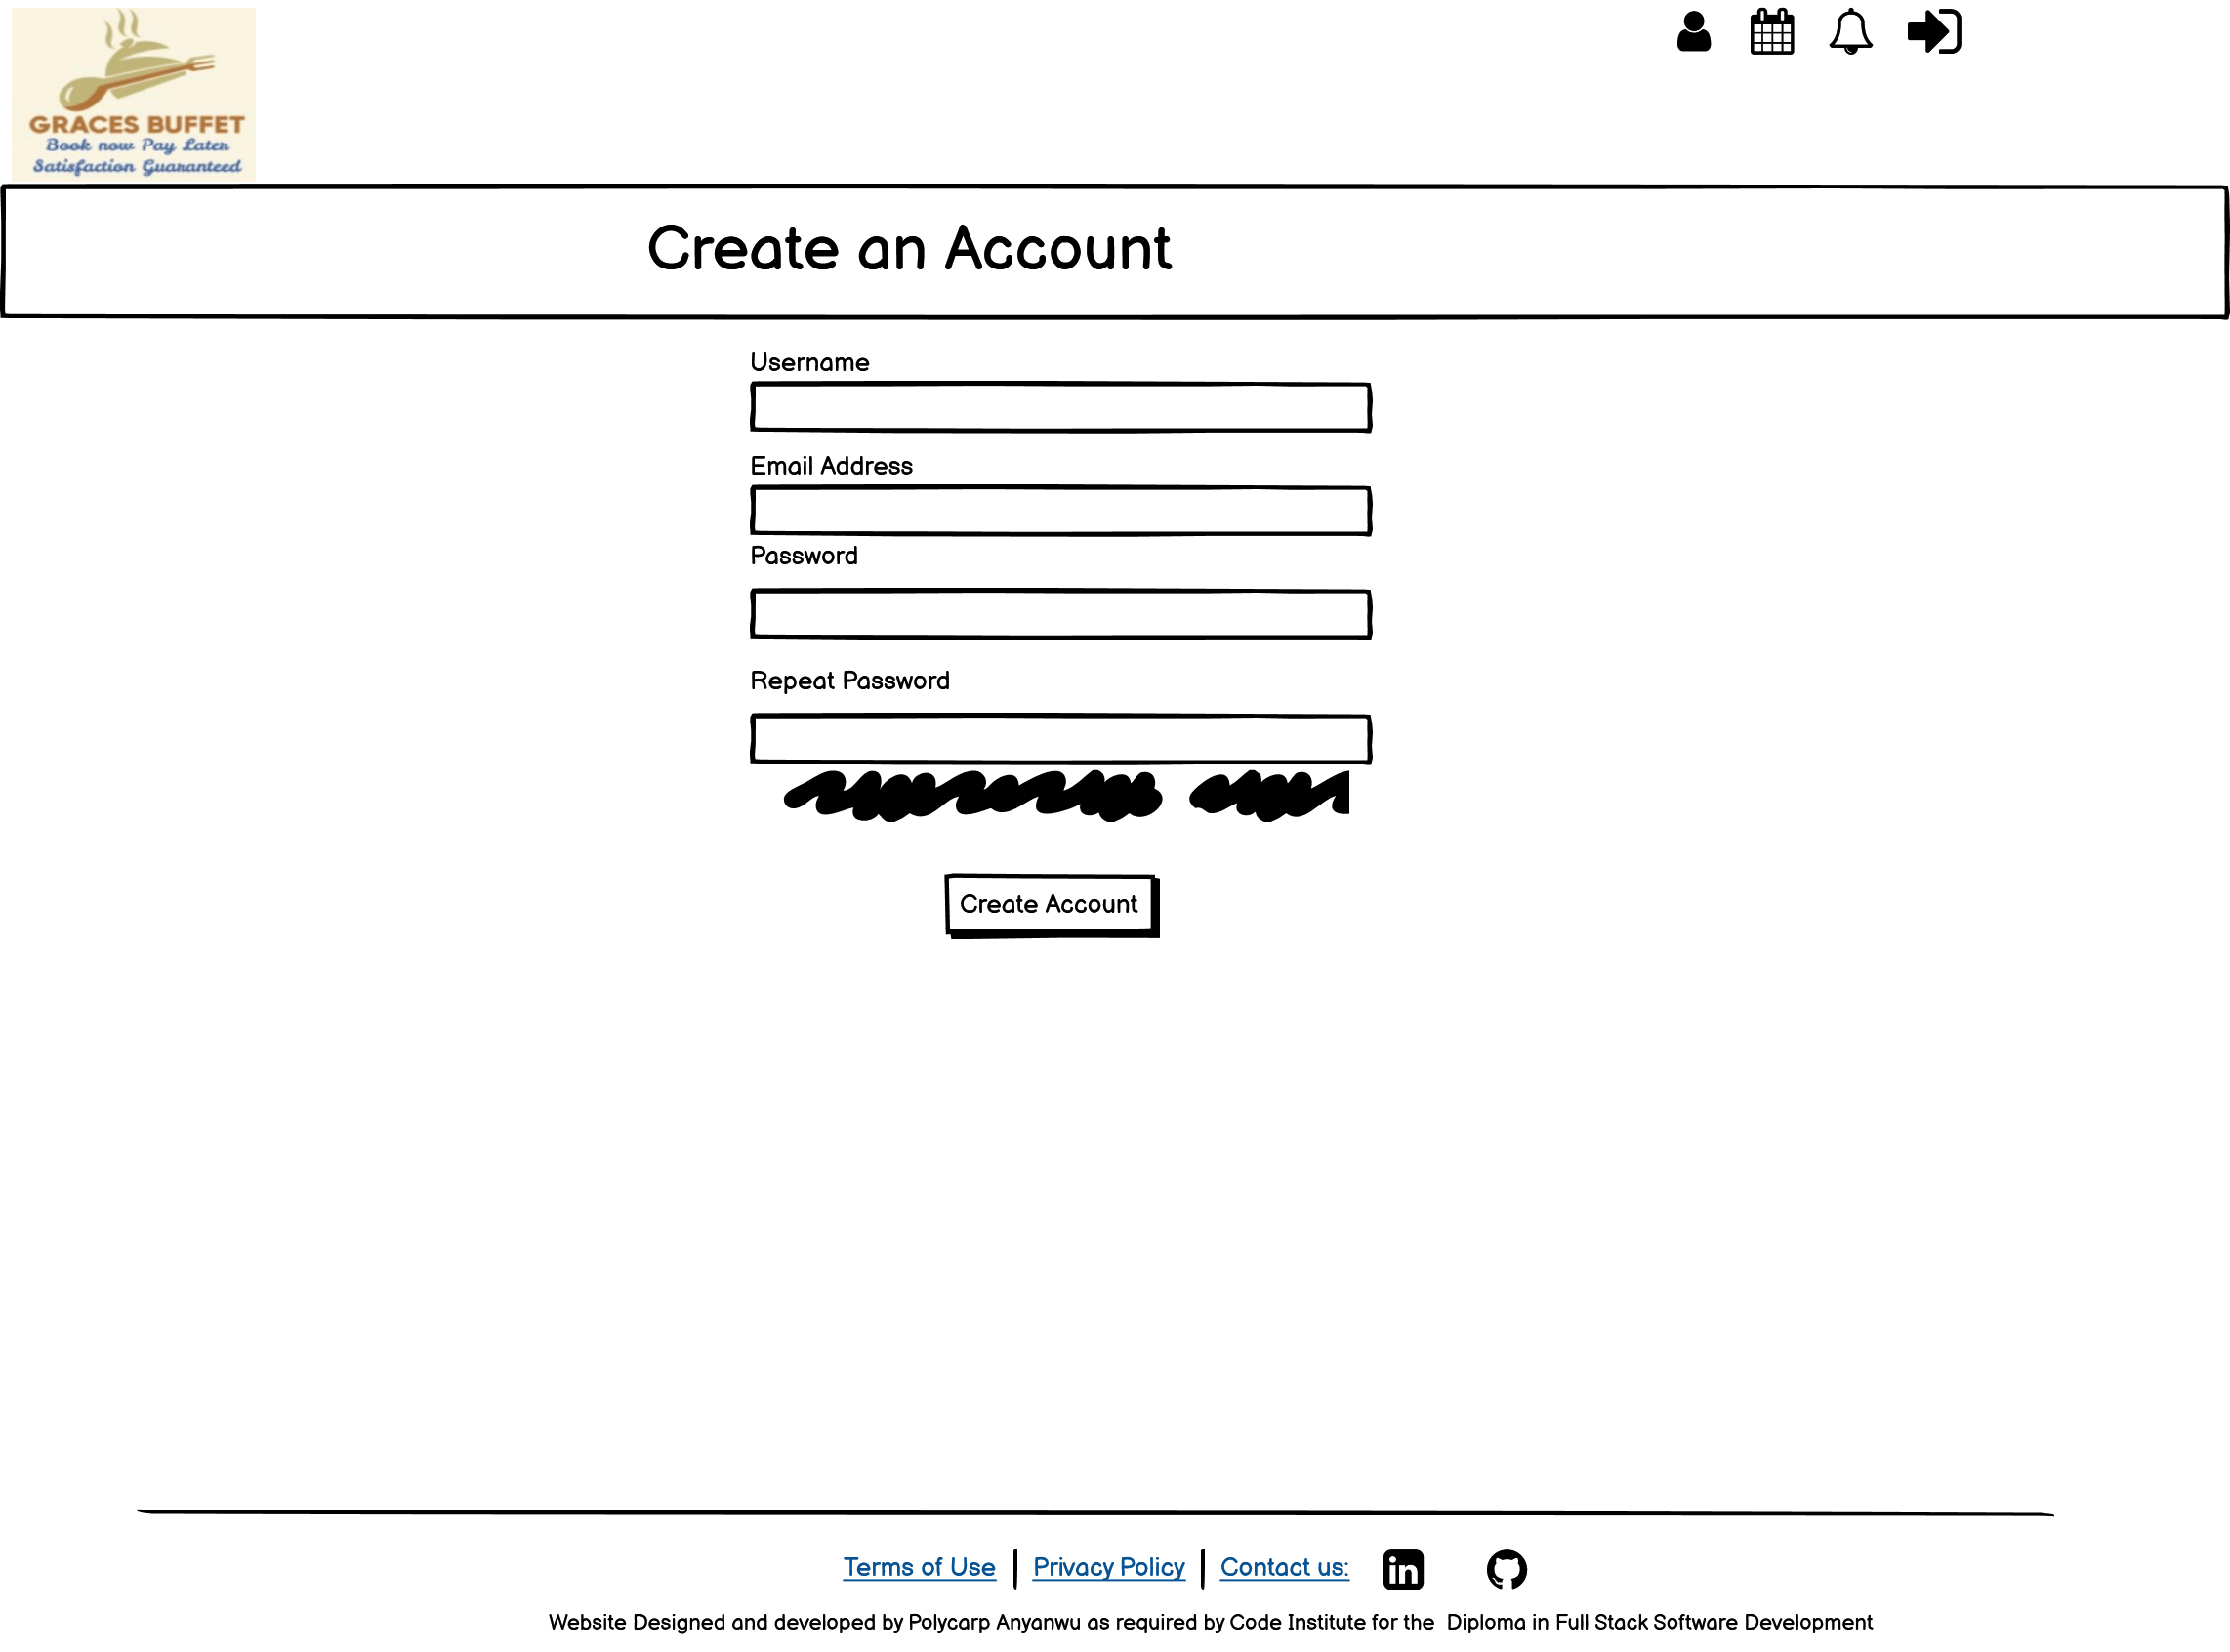 GRACES BUFFET
Book now Pay Later
Satisfaction Guaranteed
Create an Account
Username
Email Address
Password
Repeat Password
Create Account
Terms of Use | Privacy Policy | Contact us:
Website Designed and developed by Polycarp Anyanwu as required by Code Institute for the Diploma in Full Stack Software Development